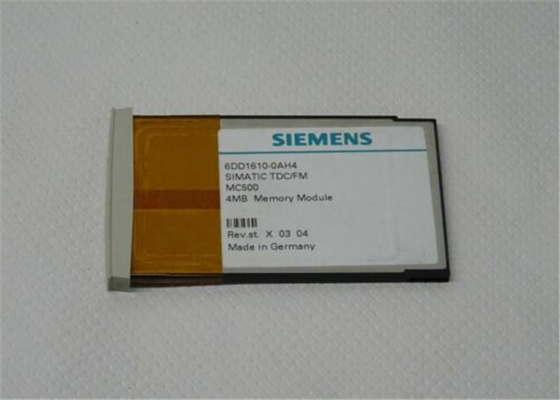 SIEMENS
6DD1610-0AH4
SIMATIC TDC/FM
MC500
4MB Memory Module
Rev.st. X 03 04
Made in Germany